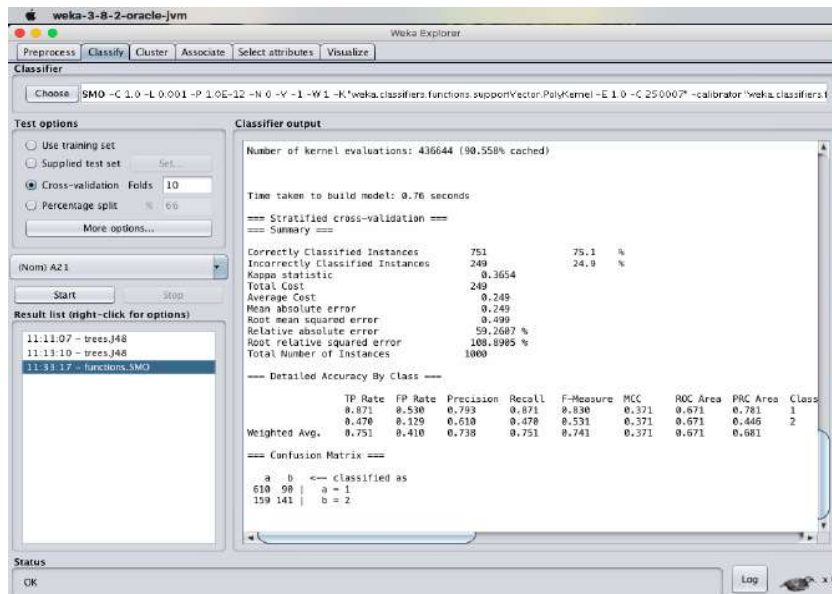 weka-3-8-2-oracle-jvm
Weka Explorer
Preprocess Classify Cluster Associate Select attributes Visualize
Classifier
Choose SMO -C 1.0 -L 0.001 -P 1.0E-12 -N 0 -V -1 -W 1 -K "weka.classifiers.functions.supportVector.PolyKernel -E 1.0 -C 250007" -calibrator "weka.classifiers.f
Test options
Use training set
Supplied test set Set...
Cross-validation Folds 10
Percentage split % 66
More options...
(Nom) A21
Start Stop
Result list (right-click for options)
11:11:07 - trees.J48
11:13:10 - trees.J48
11:33:17 - functions.SMO
Classifier output
Number of kernel evaluations: 436644 (90.558% cached)
Time taken to build model: 0.76 seconds
=== Stratified cross-validation ===
=== Summary ===
Correctly Classified Instances 751 75.1 %
Incorrectly Classified Instances 249 24.9 %
Kappa statistic 0.3654
Total Cost 249
Average Cost 0.249
Mean absolute error 0.249
Root mean squared error 0.499
Relative absolute error 59.2607 %
Root relative squared error 108.8905 %
Total Number of Instances 1000
=== Detailed Accuracy By Class ===
TP Rate FP Rate Precision Recall F-Measure MCC ROC Area PRC Area Class
0.871 0.530 0.793 0.871 0.830 0.371 0.671 0.781 1
0.470 0.129 0.610 0.470 0.531 0.371 0.671 0.446 2
Weighted Avg. 0.751 0.410 0.738 0.751 0.741 0.371 0.671 0.681
=== Confusion Matrix ===
a b <-- classified as
610 90 | a = 1
159 141 | b = 2
Status
OK
Log
x